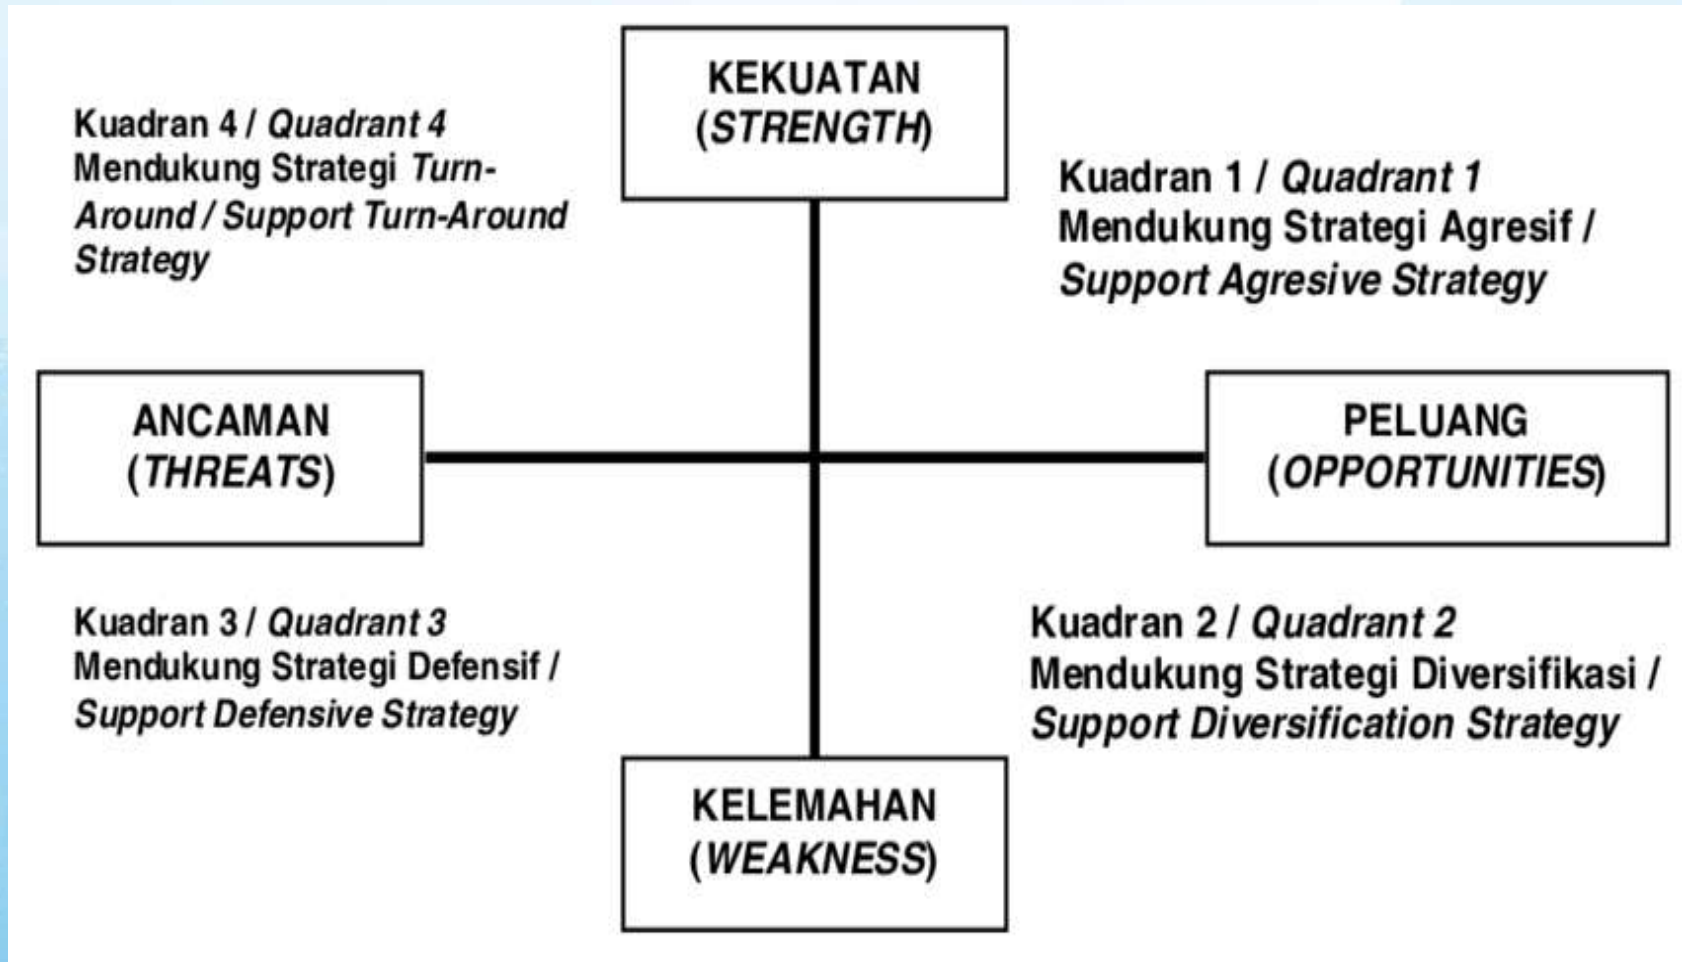 KEKUATAN
(STRENGTH)
Kuadran 4 / Quadrant 4
Mendukung Strategi Turn-
Around / Support Turn-Around
Strategy
Kuadran 1 / Quadrant 1
Mendukung Strategi Agresif /
Support Agresive Strategy
ANCAMAN
(THREATS)
PELUANG
(OPPORTUNITIES)
Kuadran 3 / Quadrant 3
Mendukung Strategi Defensif /
Support Defensive Strategy
Kuadran 2 / Quadrant 2
Mendukung Strategi Diversifikasi /
Support Diversification Strategy
KELEMAHAN
(WEAKNESS)